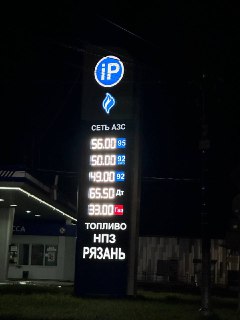 iP
СЕТЬ АЗС
56.00 95
50.00 92
49.00 92
65.50 Дт
33.00 Газ
ТОПЛИВО
НПЗ
РЯЗАНЬ